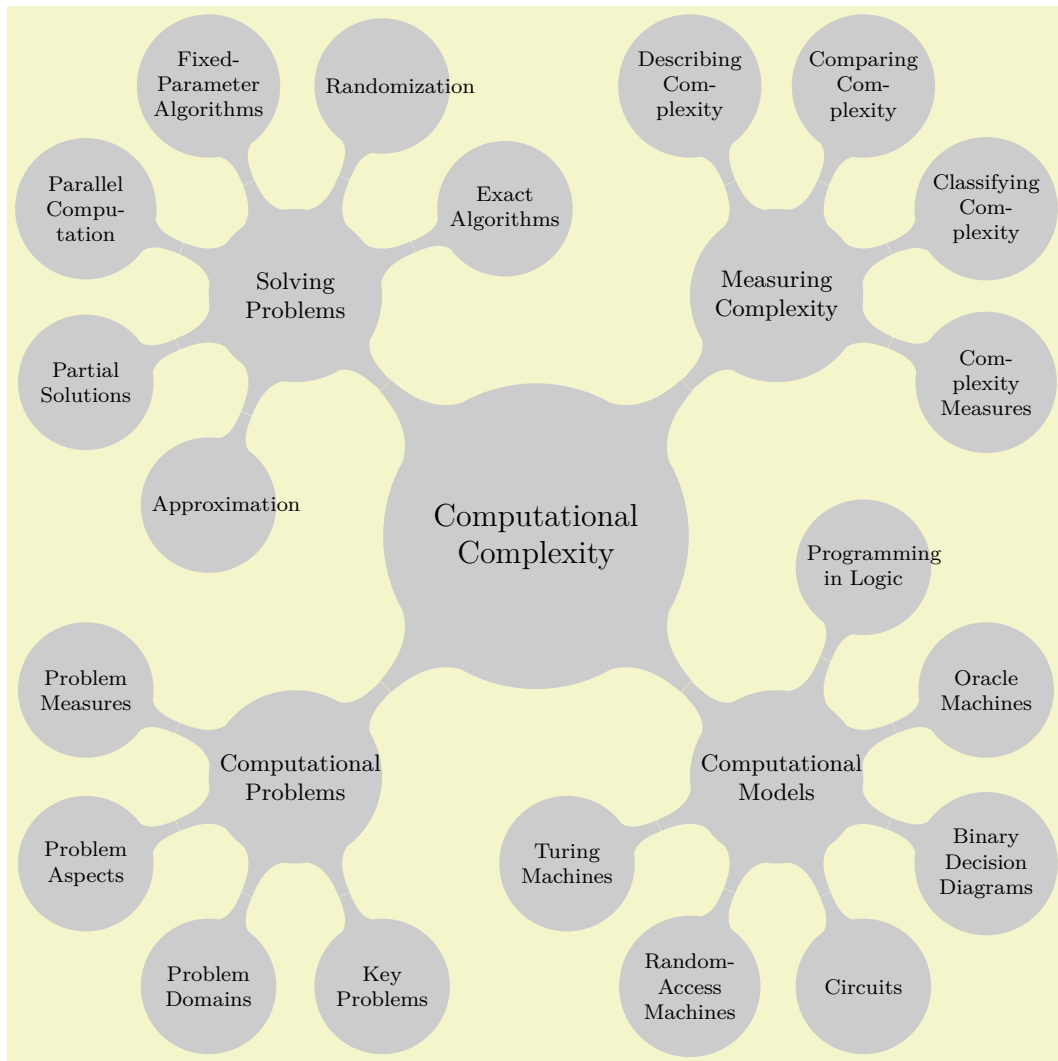 Fixed-
Parameter
Algorithms
Randomization
Describing
Com-
plexity
Comparing
Com-
plexity
Parallel
Compu-
tation
Exact
Algorithms
Classifying
Com-
plexity
Solving
Problems
Measuring
Complexity
Partial
Solutions
Com-
plexity
Measures
Approximation
Computational
Complexity
Programming
in Logic
Problem
Measures
Oracle
Machines
Computational
Problems
Computational
Models
Problem
Aspects
Turing
Machines
Binary
Decision
Diagrams
Problem
Domains
Key
Problems
Random-
Access
Machines
Circuits